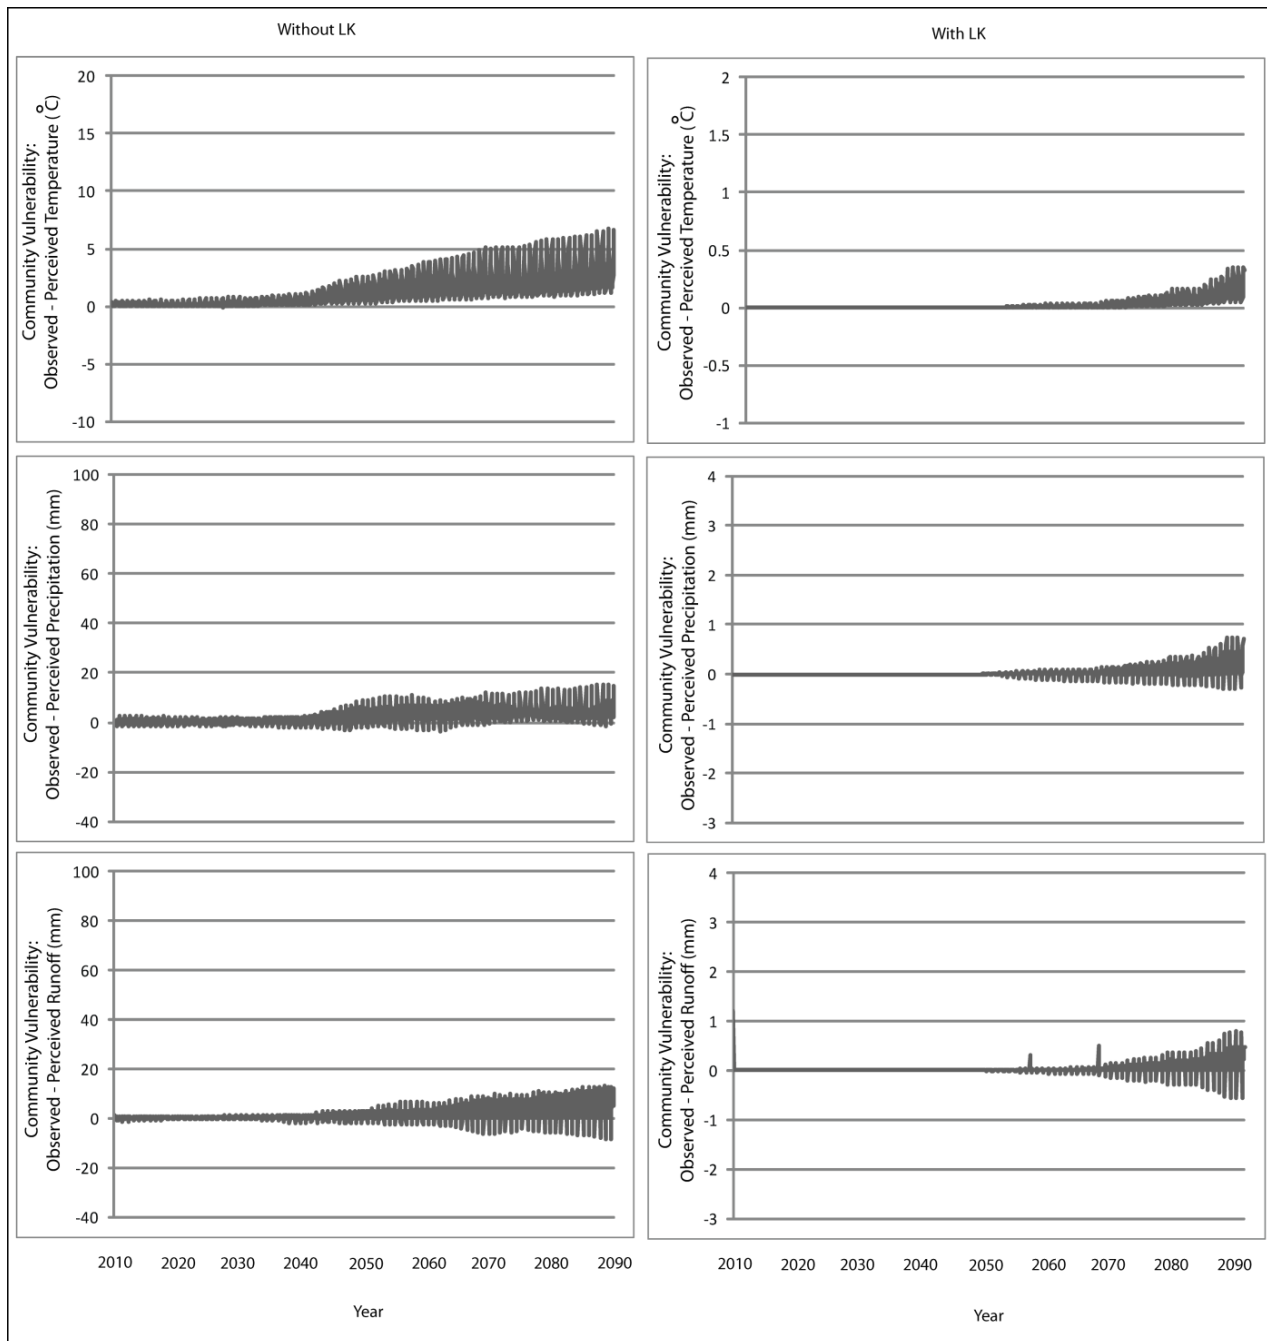 Without LK
With LK
Community Vulnerability:
Observed - Perceived Temperature (°C)
20
15
10
5
0
-5
-10
Community Vulnerability:
Observed - Perceived Temperature (°C)
2
1.5
1
0.5
0
-0.5
-1
Community Vulnerability:
Observed - Perceived Precipitation (mm)
100
80
60
40
20
0
-20
-40
Community Vulnerability:
Observed - Perceived Precipitation (mm)
4
3
2
1
0
-1
-2
-3
Community Vulnerability:
Observed - Perceived Runoff (mm)
100
80
60
40
20
0
-20
-40
Community Vulnerability:
Observed - Perceived Runoff (mm)
4
3
2
1
0
-1
-2
-3
2010 2020 2030 2040 2050 2060 2070 2080 2090
2010 2020 2030 2040 2050 2060 2070 2080 2090
Year
Year